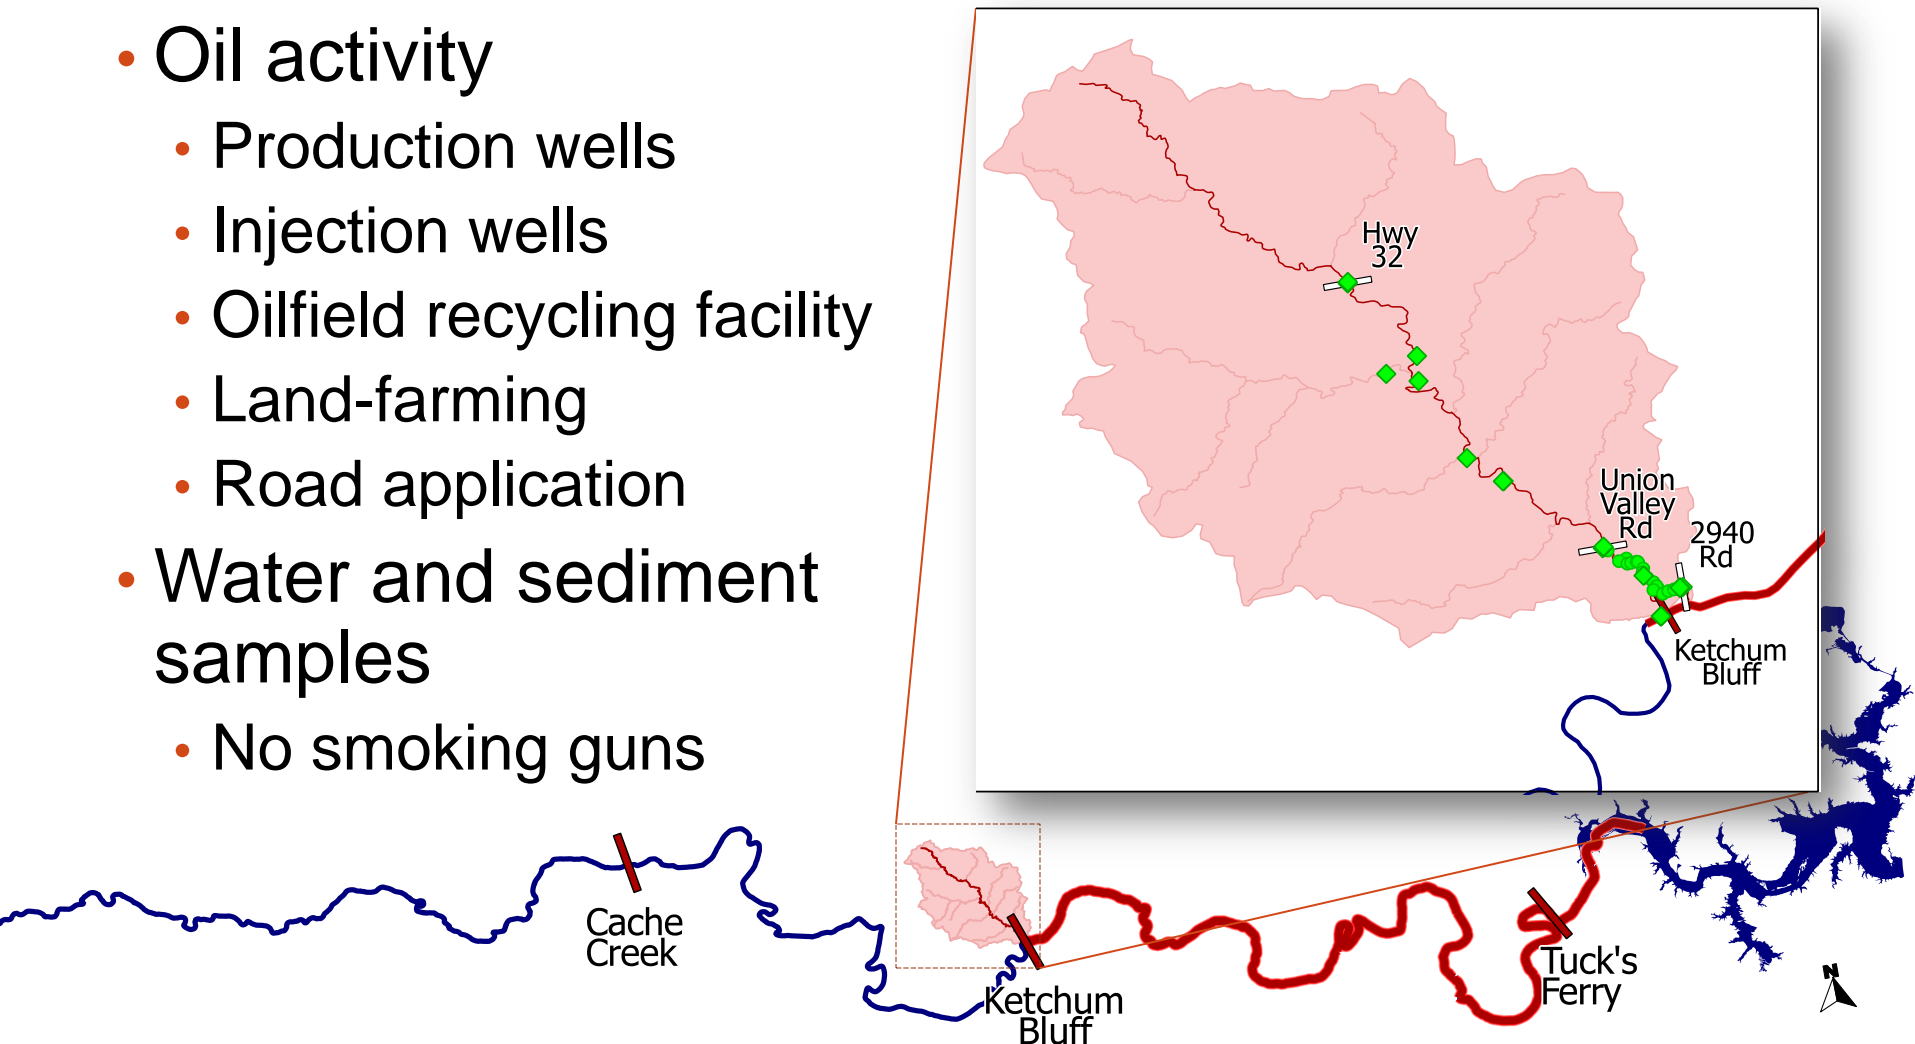 • Oil activity
• Production wells
• Injection wells
• Oilfield recycling facility
• Land-farming
• Road application
• Water and sediment
samples
• No smoking guns
Hwy
32
Union
Valley
Rd
2940
Rd
Ketchum
Bluff
Cache
Creek
Ketchum
Bluff
Tuck's
Ferry
N